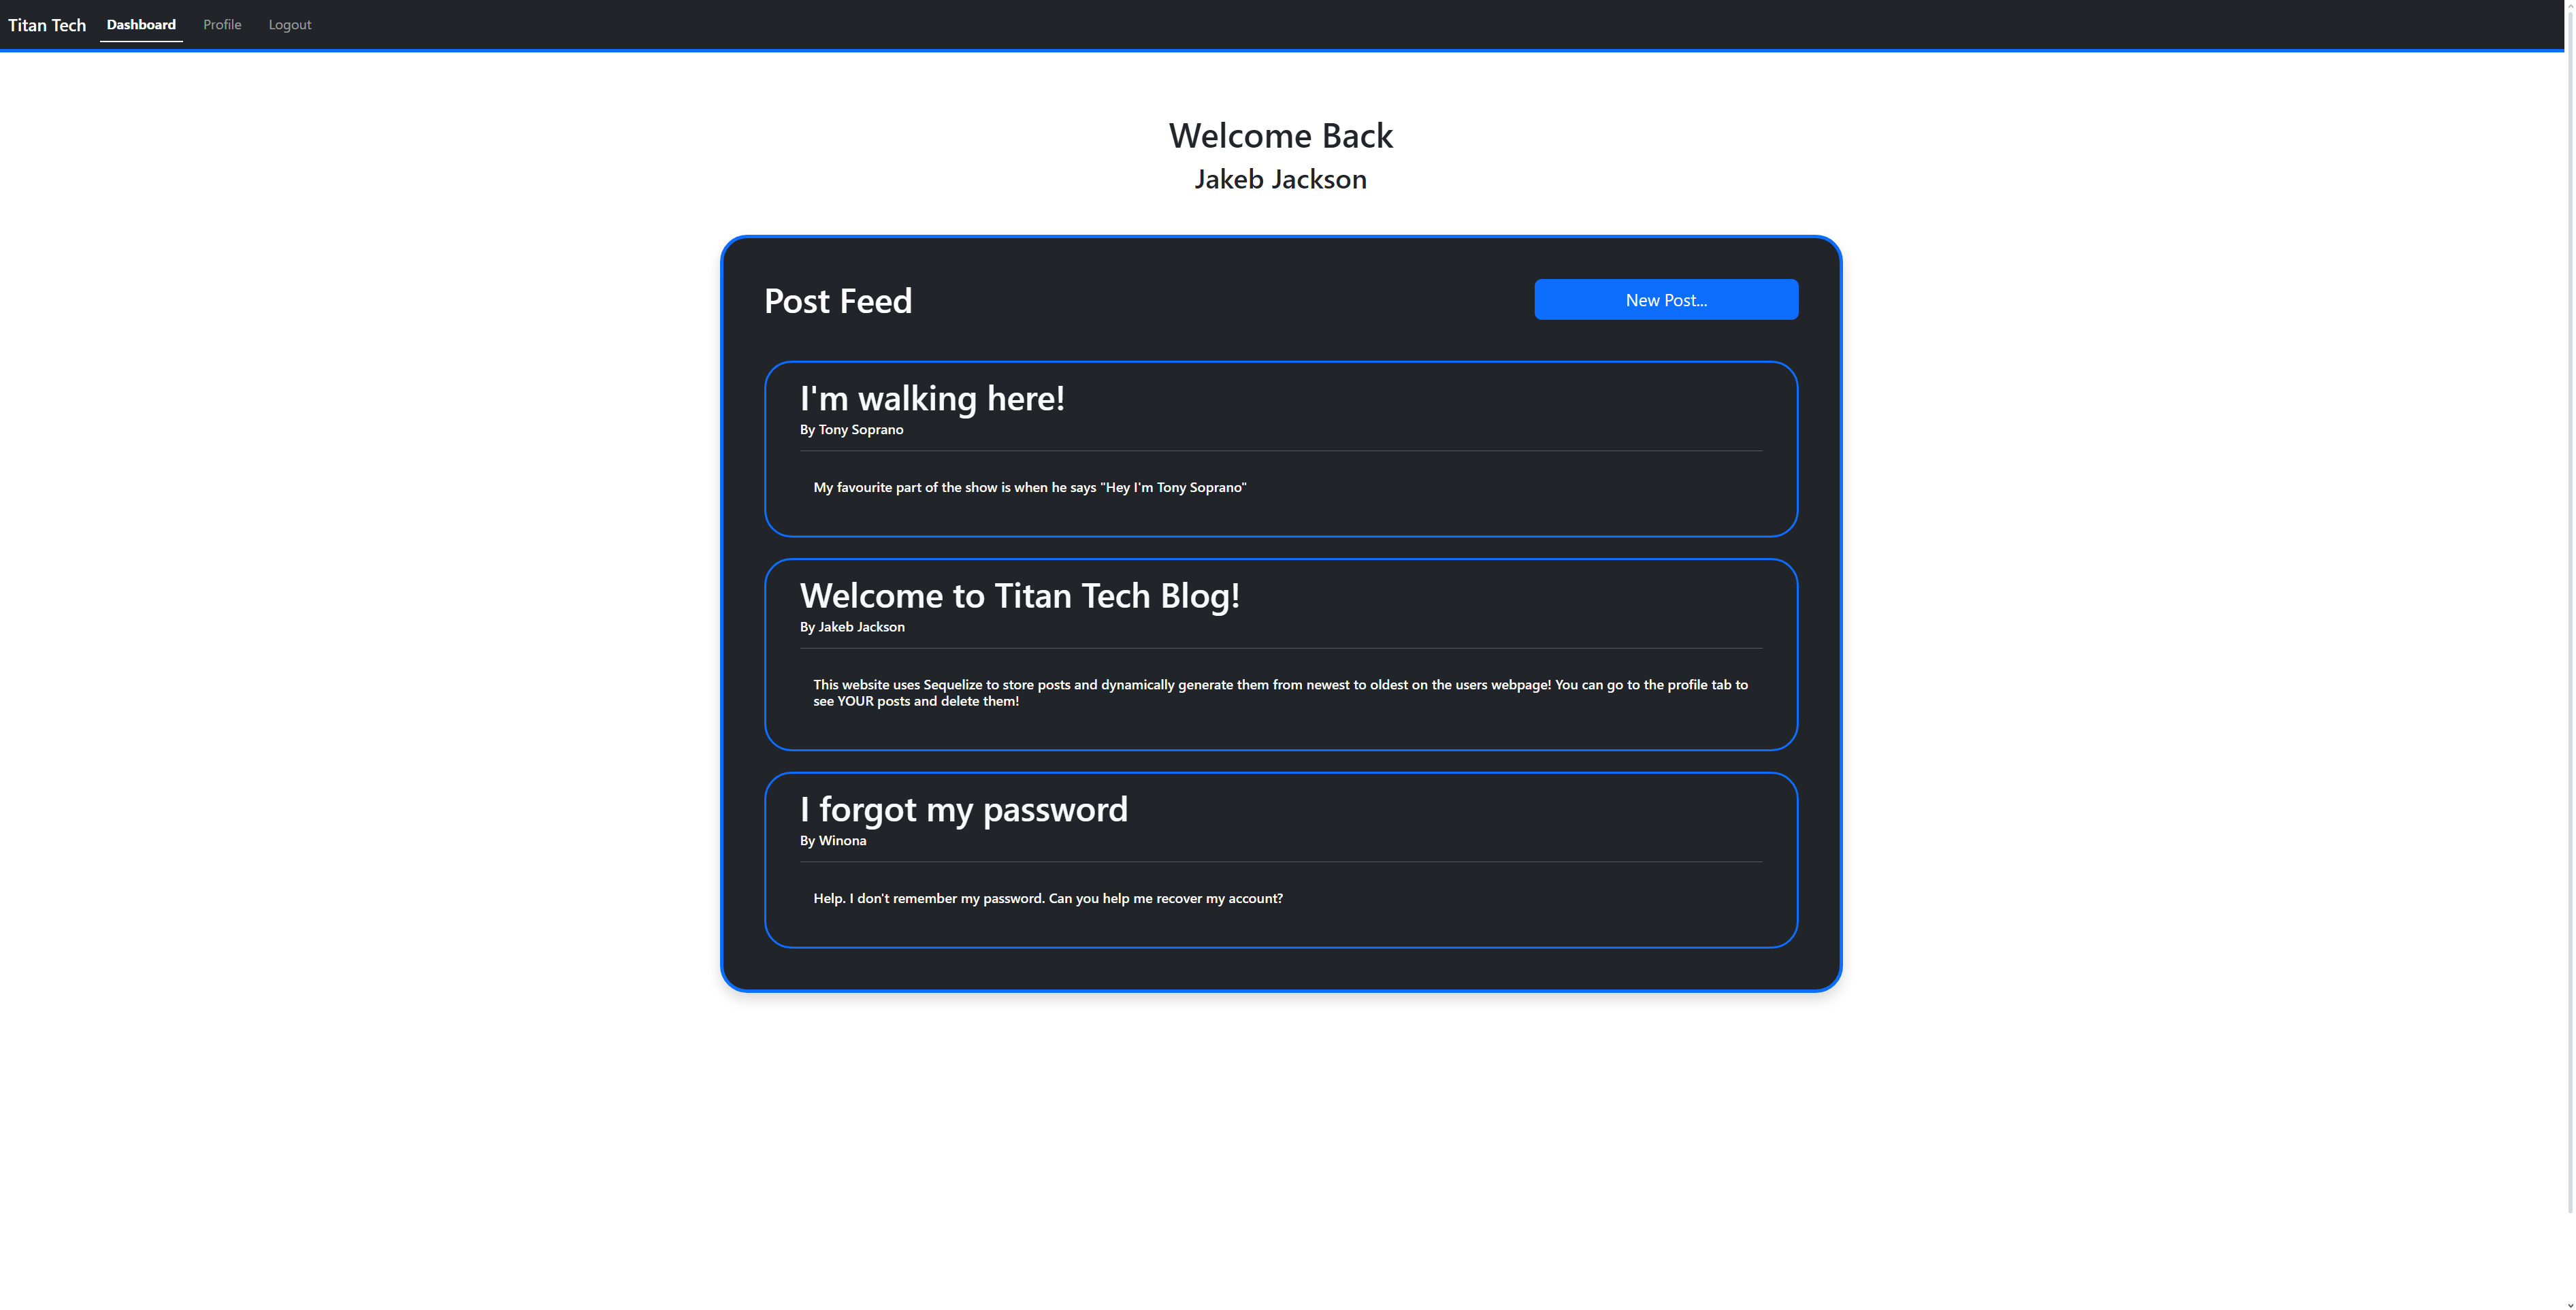 Titan Tech Dashboard Profile Logout
Welcome Back
Jakeb Jackson
Post Feed
New Post...
I'm walking here!
By Tony Soprano
My favourite part of the show is when he says "Hey I'm Tony Soprano"
Welcome to Titan Tech Blog!
By Jakeb Jackson
This website uses Sequelize to store posts and dynamically generate them from newest to oldest on the users webpage! You can go to the profile tab to
see YOUR posts and delete them!
I forgot my password
By Winona
Help. I don't remember my password. Can you help me recover my account?